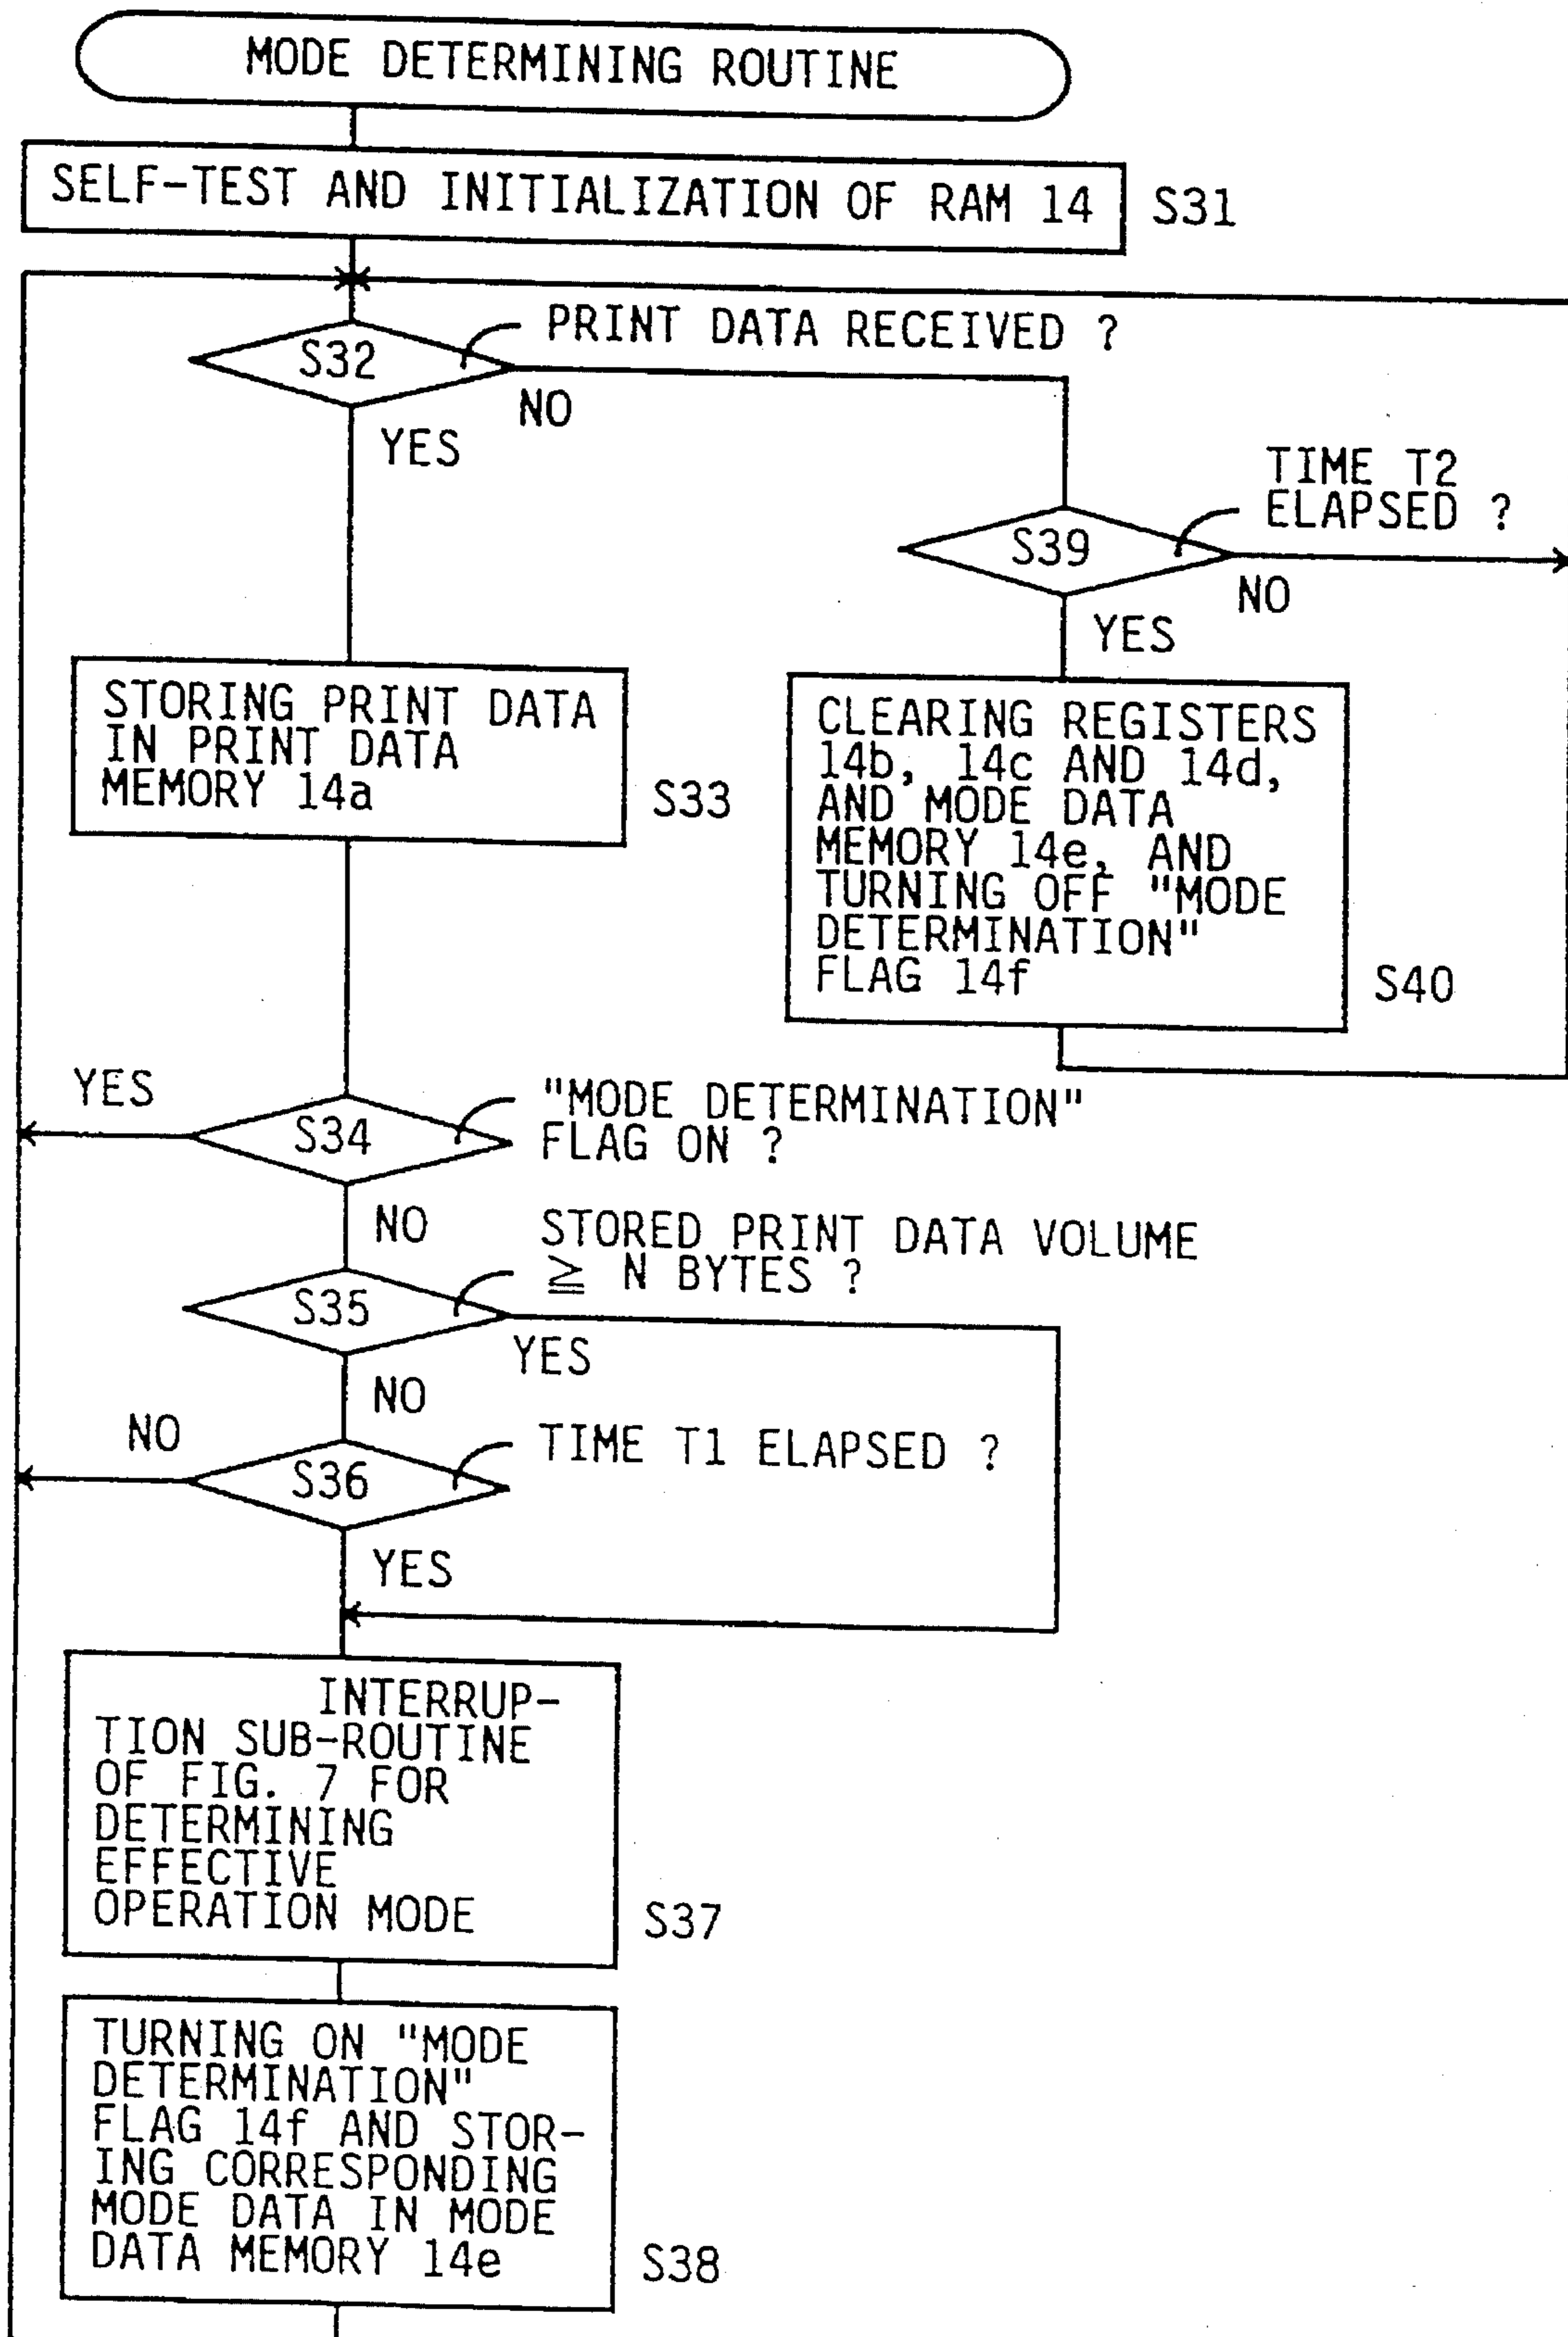 MODE DETERMINING ROUTINE
SELF-TEST AND INITIALIZATION OF RAM 14
S31
PRINT DATA RECEIVED ?
S32
NO
YES
TIME T2
ELAPSED ?
S39
NO
YES
STORING PRINT DATA
IN PRINT DATA
MEMORY 14a
S33
CLEARING REGISTERS
14b, 14c AND 14d,
AND MODE DATA
MEMORY 14e, AND
TURNING OFF "MODE
DETERMINATION"
FLAG 14f
S40
YES
S34
"MODE DETERMINATION"
FLAG ON ?
NO
STORED PRINT DATA VOLUME
≧ N BYTES ?
S35
YES
NO
NO
TIME T1 ELAPSED ?
S36
YES
INTERRUP-
TION SUB-ROUTINE
OF FIG. 7 FOR
DETERMINING
EFFECTIVE
OPERATION MODE
S37
TURNING ON "MODE
DETERMINATION"
FLAG 14f AND STOR-
ING CORRESPONDING
MODE DATA IN MODE
DATA MEMORY 14e
S38